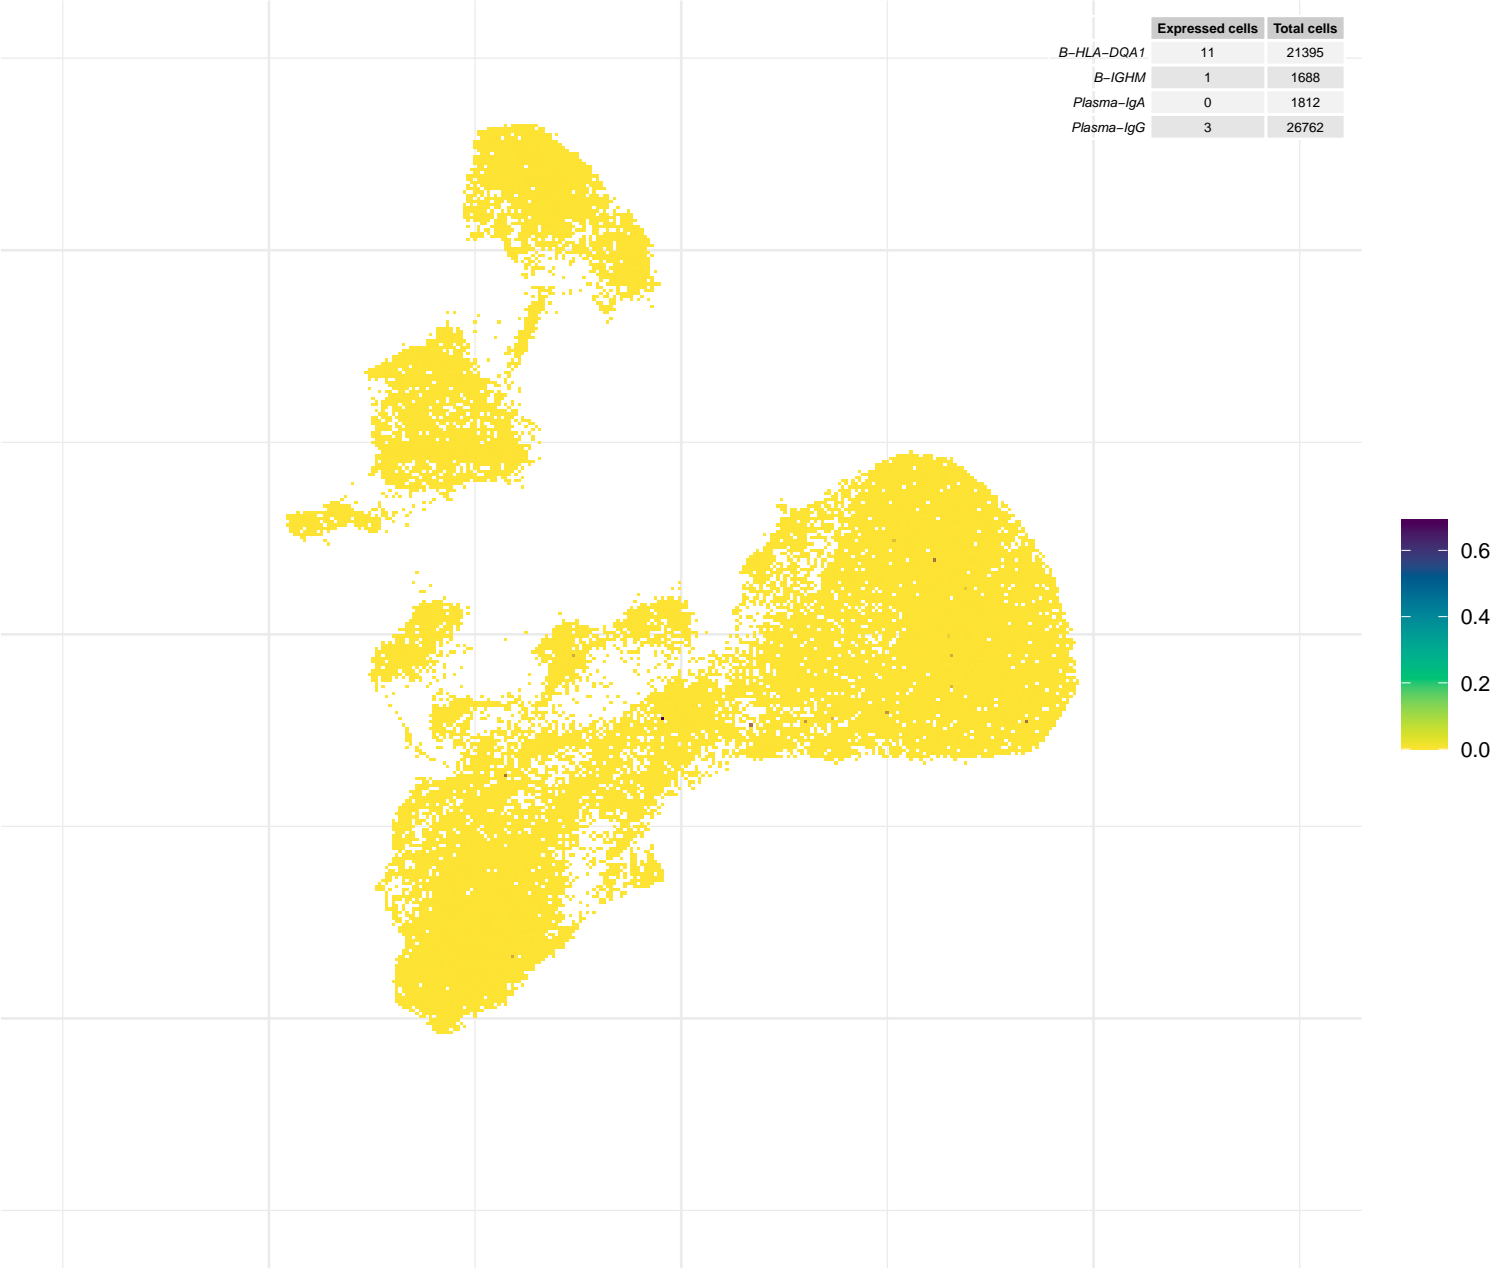 Expressed cells Total cells
B−HLA−DQA1 11 21395
B−IGHM 1 1688
Plasma−IgA 0 1812
Plasma−IgG 3 26762
0.6
0.4
0.2
0.0